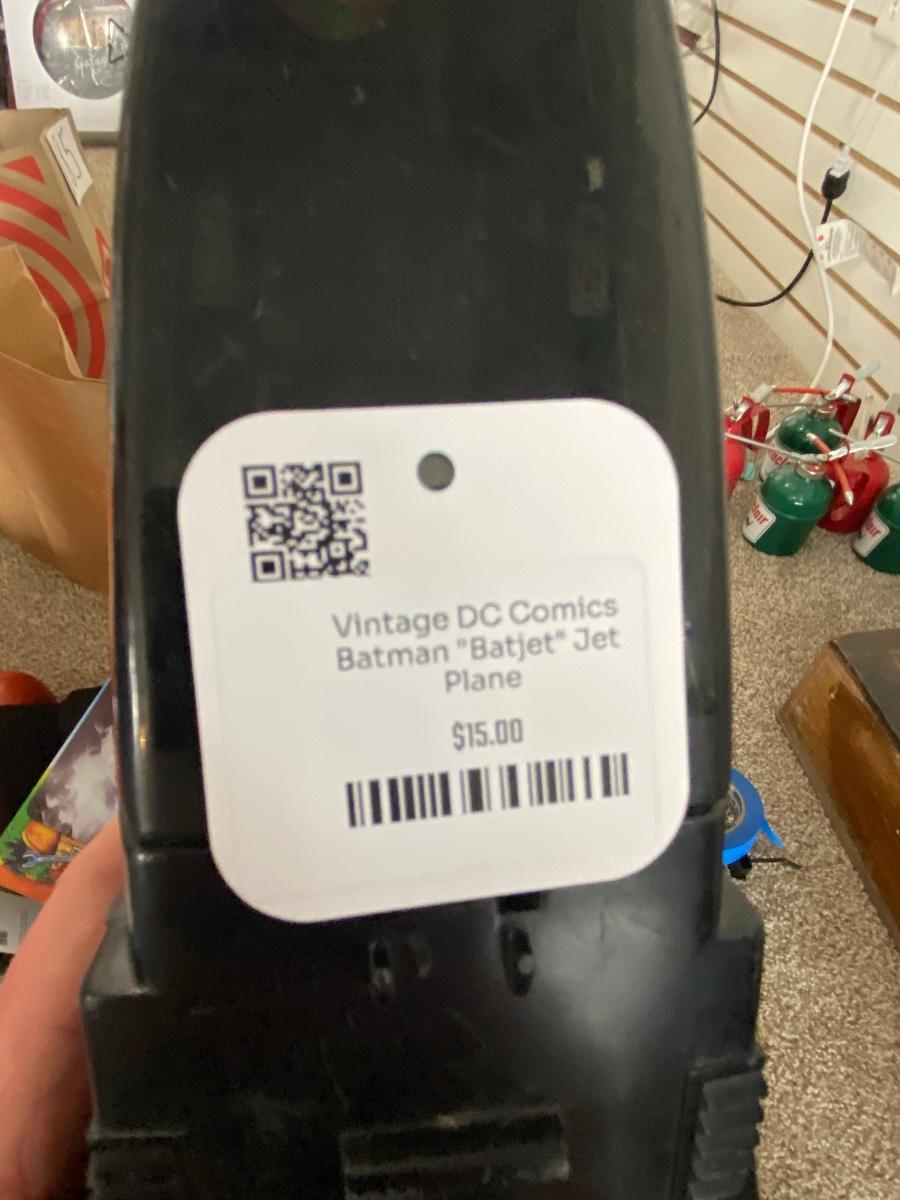 Vintage DC Comics
Batman "Batjet" Jet
Plane
$15.00